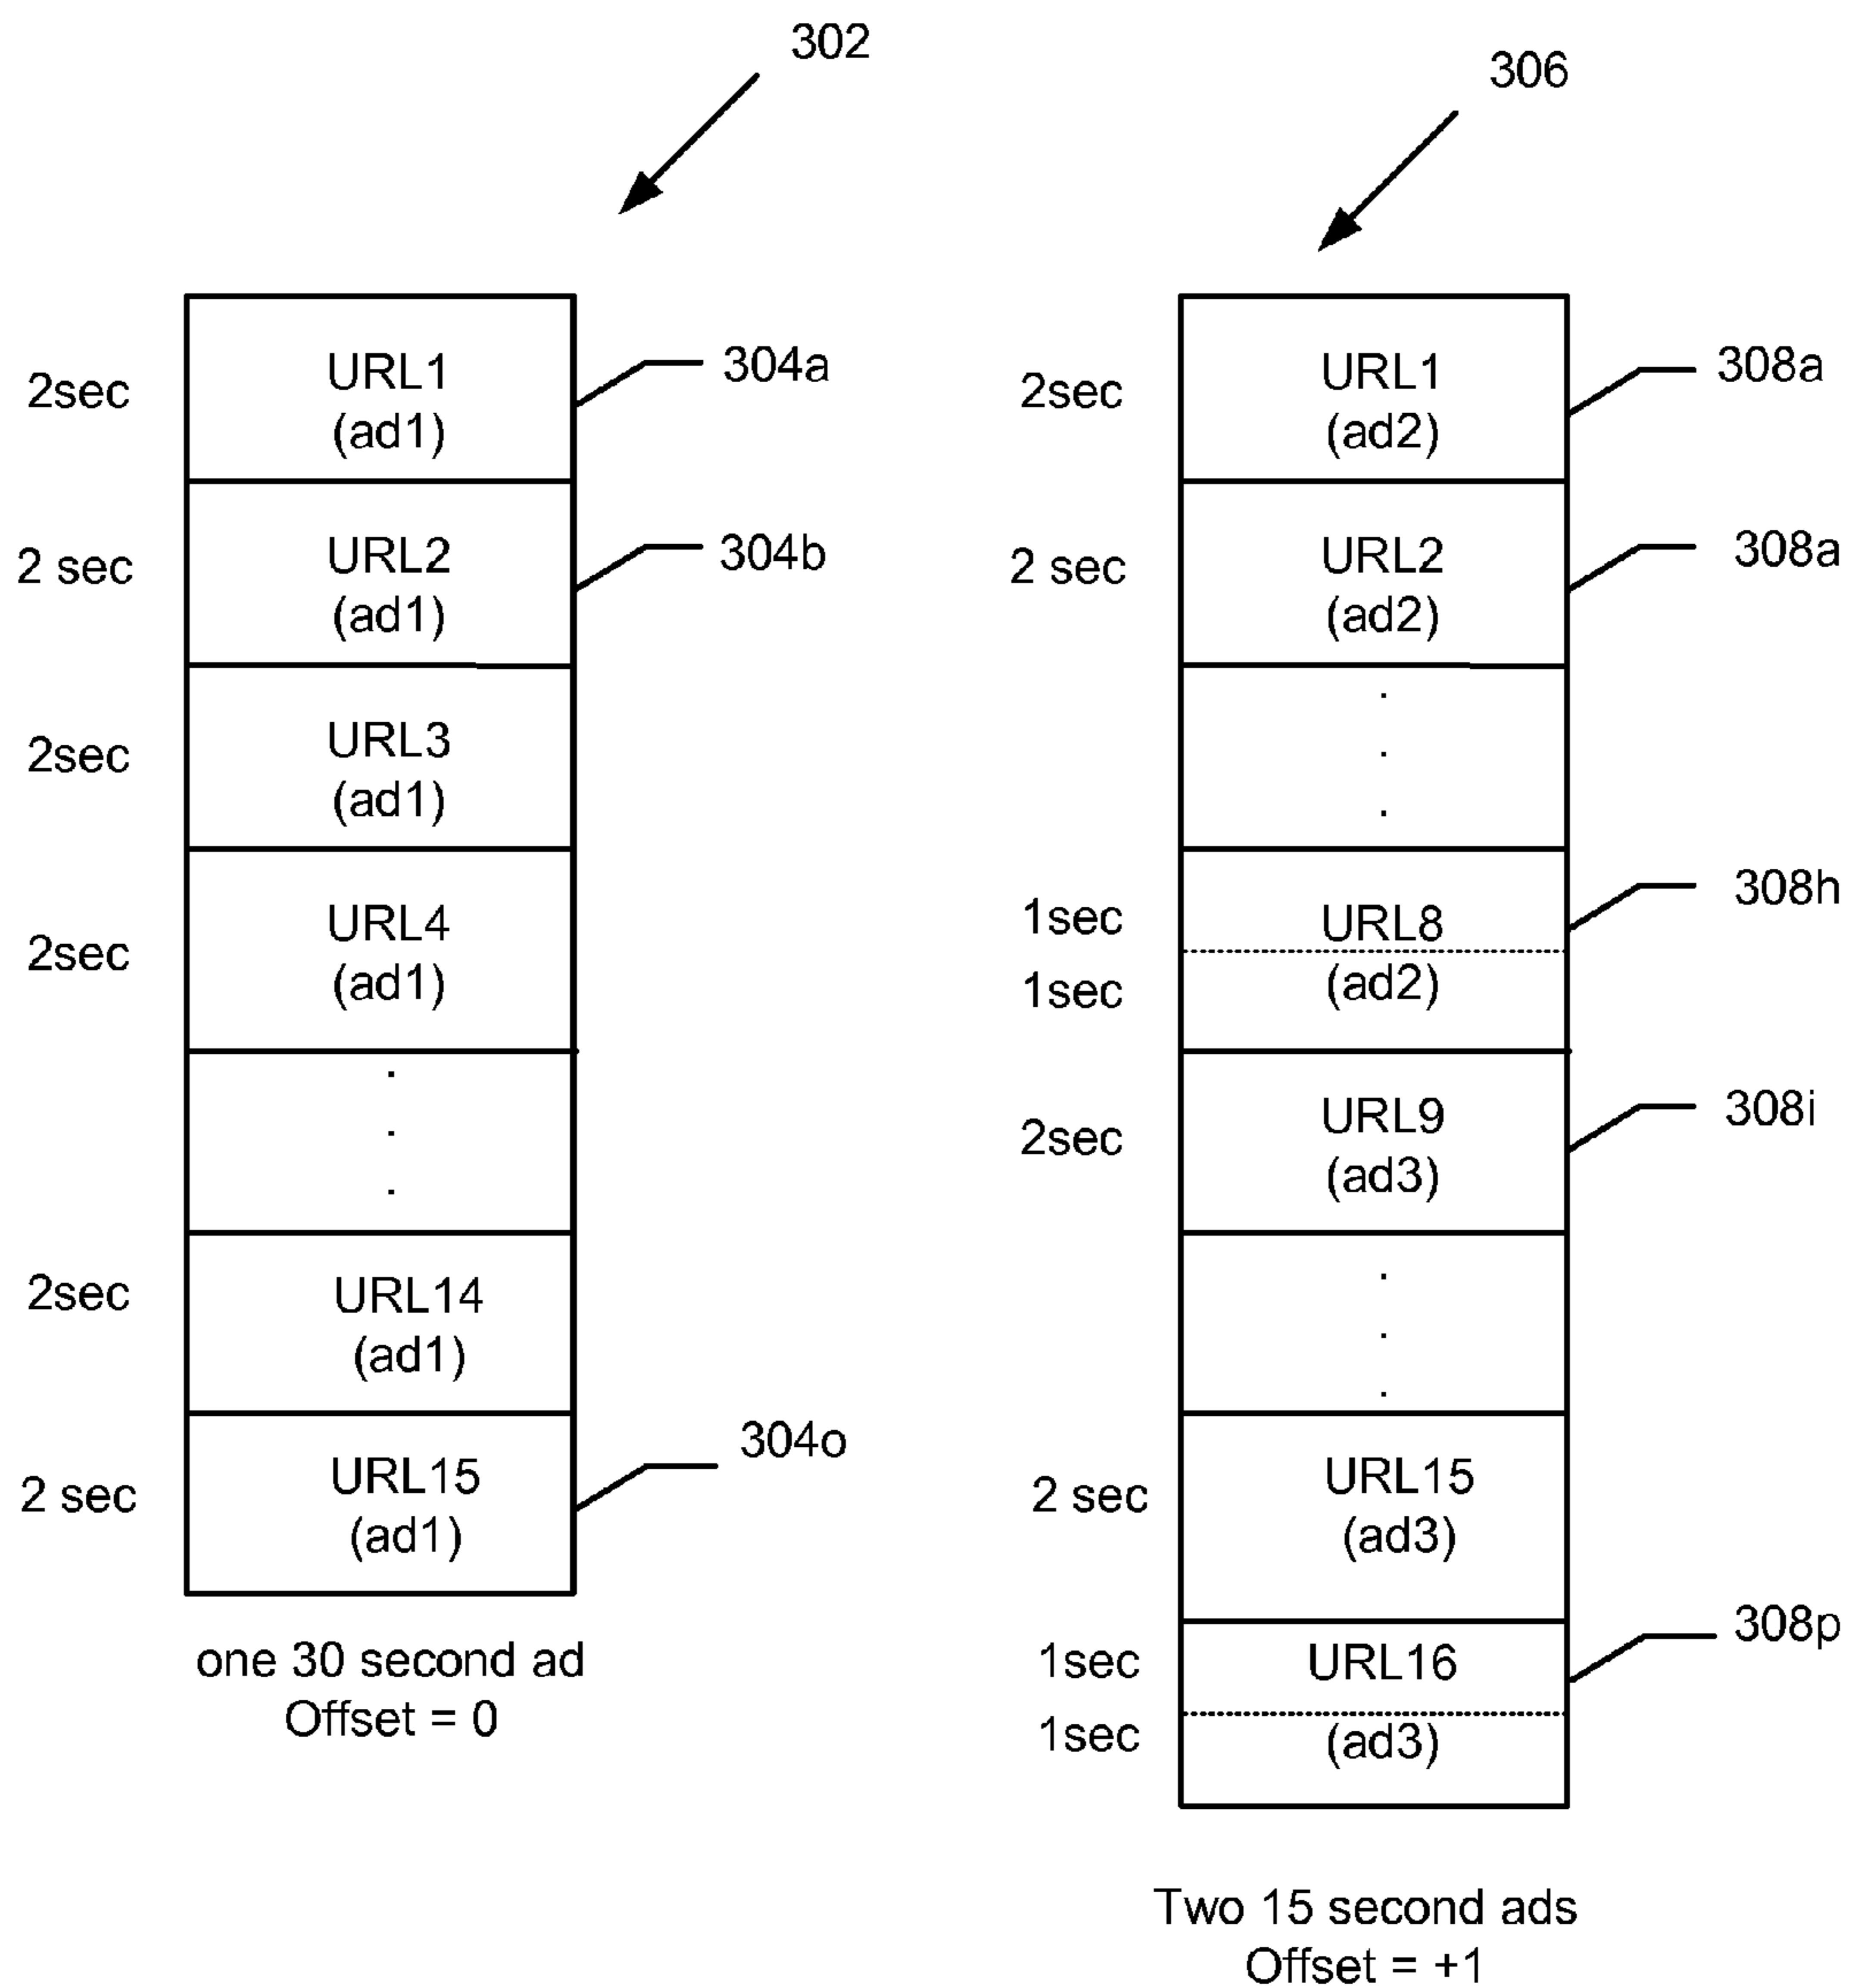 302
2sec
URL1
(ad1)
304a
2 sec
URL2
(ad1)
304b
2sec
URL3
(ad1)
2sec
URL4
(ad1)
.
.
.
2sec
URL14
(ad1)
2 sec
URL15
(ad1)
304o
one 30 second ad
Offset = 0
306
2sec
URL1
(ad2)
308a
2 sec
URL2
(ad2)
308a
.
.
.
1sec
URL8
308h
1sec
(ad2)
2sec
URL9
(ad3)
308i
.
.
.
2 sec
URL15
(ad3)
1sec
URL16
308p
1sec
(ad3)
Two 15 second ads
Offset = +1